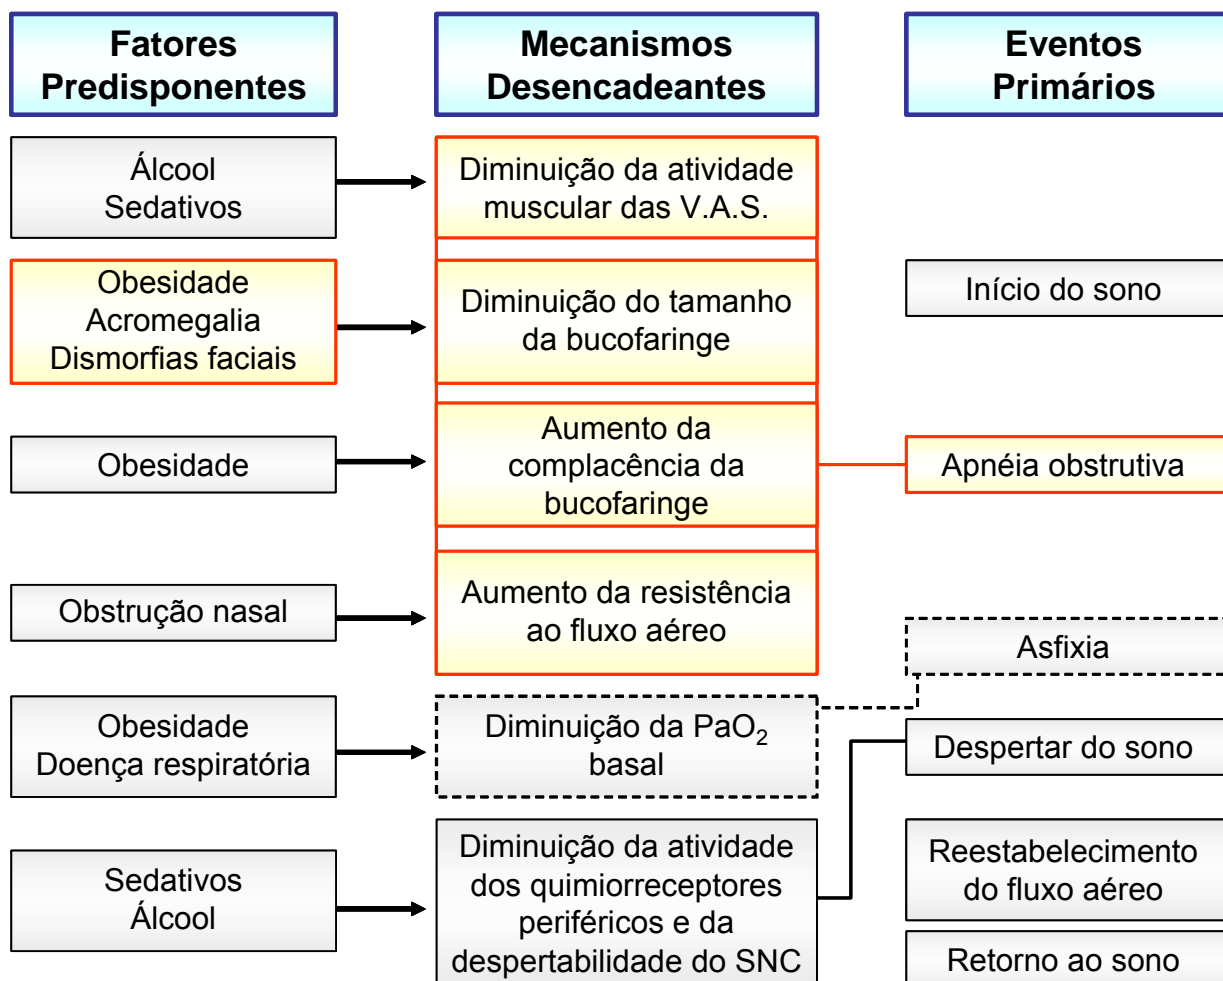 Fatores
Predisponentes
Mecanismos
Desencadeantes
Eventos
Primários
Álcool
Sedativos
Diminuição da atividade
muscular das V.A.S.
Obesidade
Acromegalia
Dismorfias faciais
Diminuição do tamanho
da bucofaringe
Início do sono
Obesidade
Aumento da
complacência da
bucofaringe
Apnéia obstrutiva
Obstrução nasal
Aumento da resistência
ao fluxo aéreo
Asfixia
Obesidade
Doença respiratória
Diminuição da PaO₂
basal
Despertar do sono
Sedativos
Álcool
Diminuição da atividade
dos quimiorreceptores
periféricos e da
despertabilidade do SNC
Reestabelecimento
do fluxo aéreo
Retorno ao sono